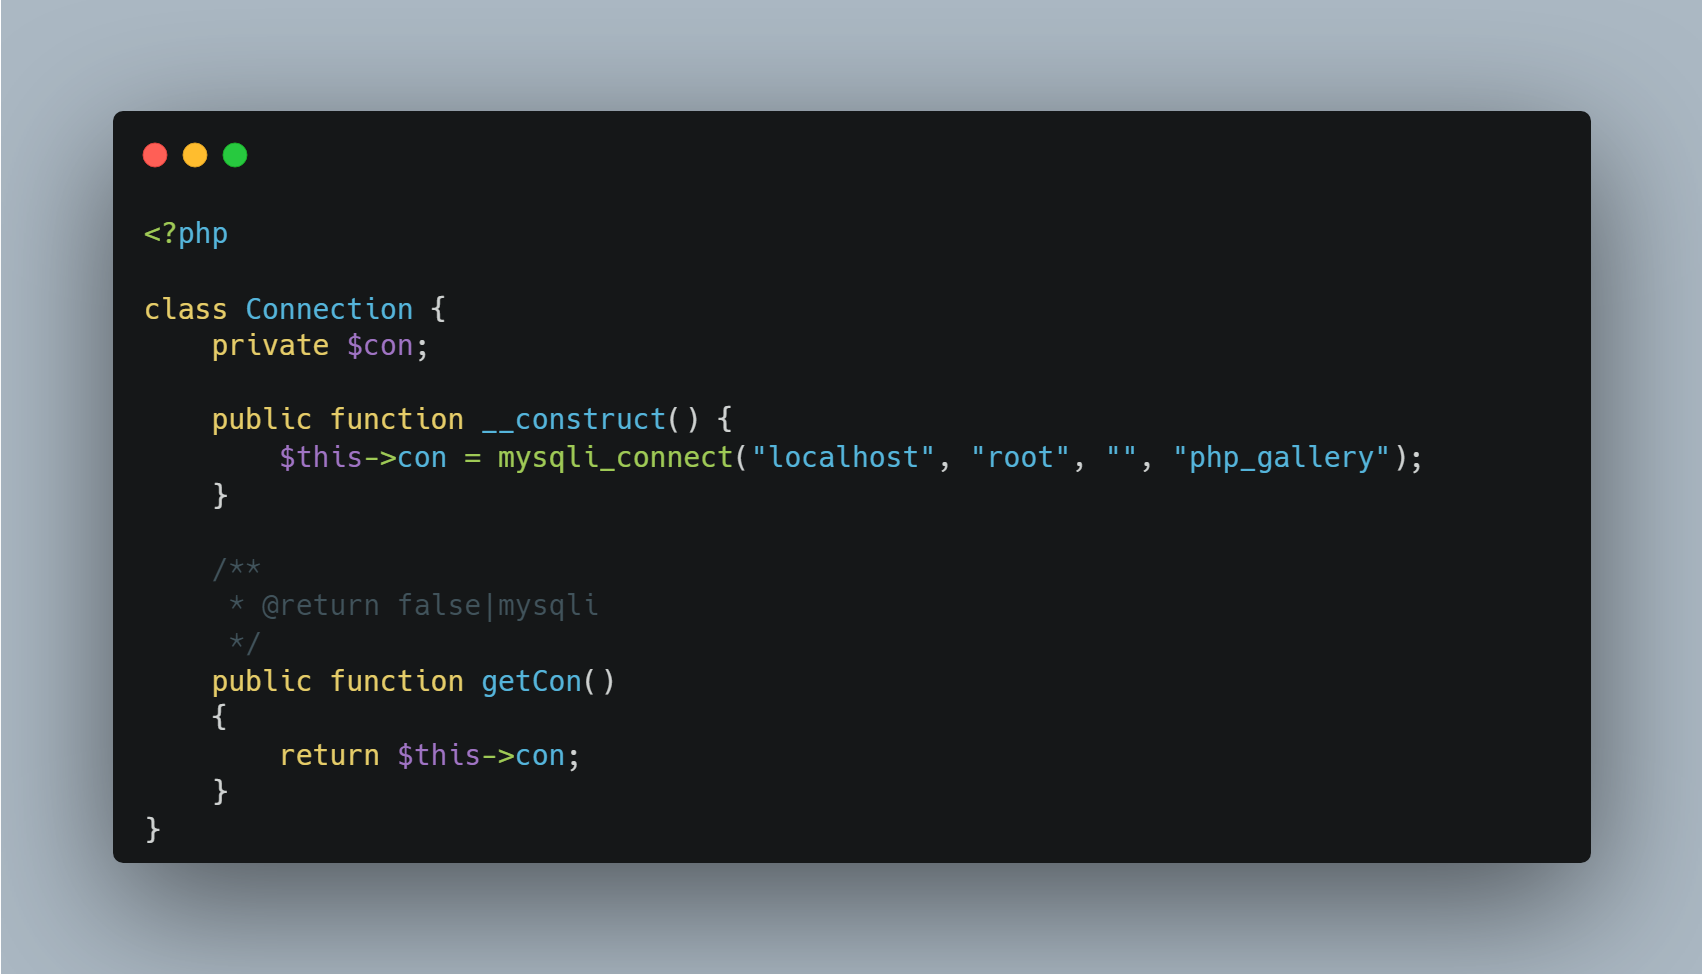 <?php
class Connection {
    private $con;
    public function __construct() {
        $this->con = mysqli_connect("localhost", "root", "", "php_gallery");
    }
    /**
     * @return false|mysqli
     */
    public function getCon()
    {
        return $this->con;
    }
}